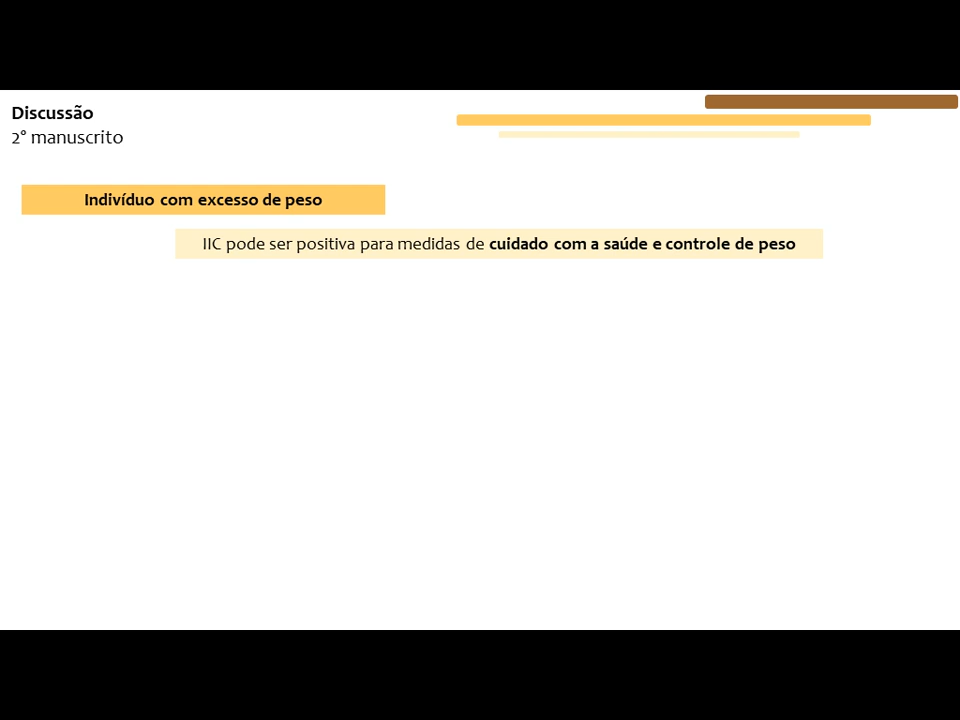 Discussão
2° manuscrito
Indivíduo com excesso de peso
IIC pode ser positiva para medidas de cuidado com a saúde e controle de peso